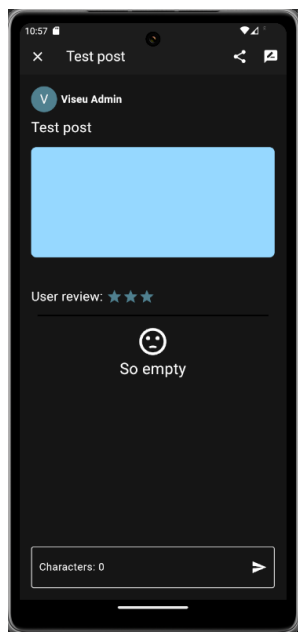 10:57
Test post
V
Viseu Admin
Test post
User review:
So empty
Characters: 0